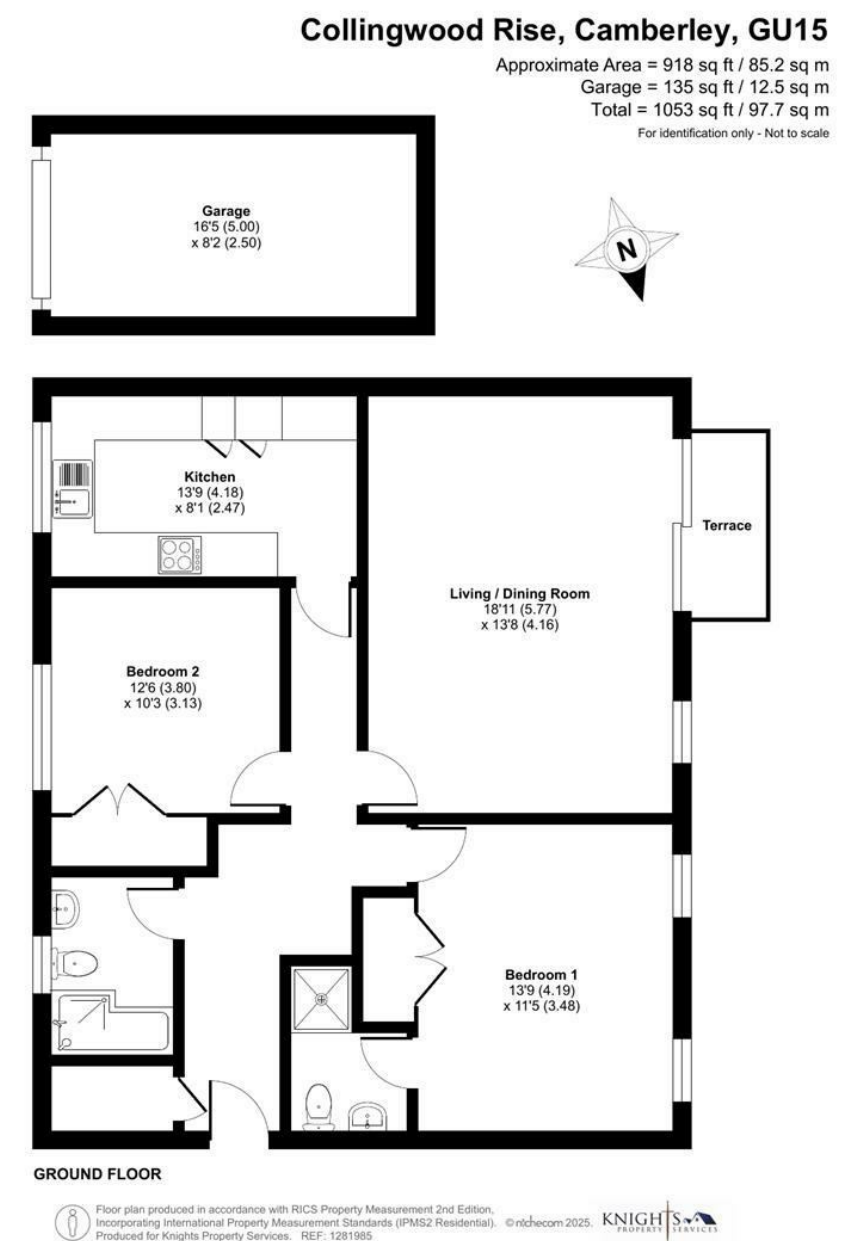 Collingwood Rise, Camberley, GU15
Approximate Area = 918 sq ft / 85.2 sq m
Garage = 135 sq ft / 12.5 sq m
Total = 1053 sq ft / 97.7 sq m
For identification only - Not to scale
Garage
16'5 (5.00)
x 8'2 (2.50)
N
Kitchen
13'9 (4.18)
x 8'1 (2.47)
Terrace
Living / Dining Room
18'11 (5.77)
x 13'8 (4.16)
Bedroom 2
12'6 (3.80)
x 10'3 (3.13)
Bedroom 1
13'9 (4.19)
x 11'5 (3.48)
GROUND FLOOR
Floor plan produced in accordance with RICS Property Measurement 2nd Edition,
Incorporating International Property Measurement Standards (IPMS2 Residential). © nichecom 2025.
Produced for Knights Property Services. REF: 1281985
KNIGHTS
PROPERTY SERVICES